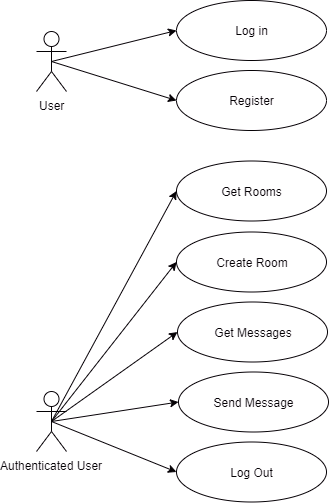 Log in
User
Register
Get Rooms
Create Room
Get Messages
Send Message
Authenticated User
Log Out